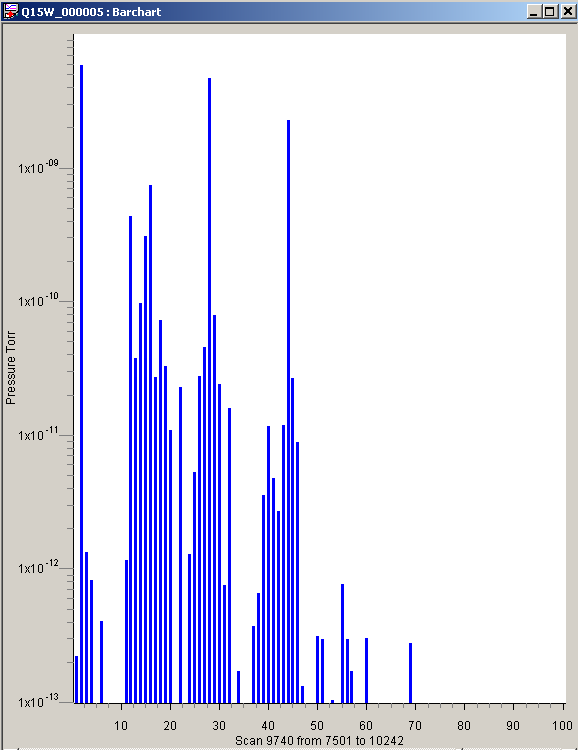 Q15W_000005 : Barchart
1x10-09
1x10-10
1x10-11
1x10-12
1x10-13
Pressure Torr
10 20 30 40 50 60 70 80 90 100
Scan 9740 from 7501 to 10242